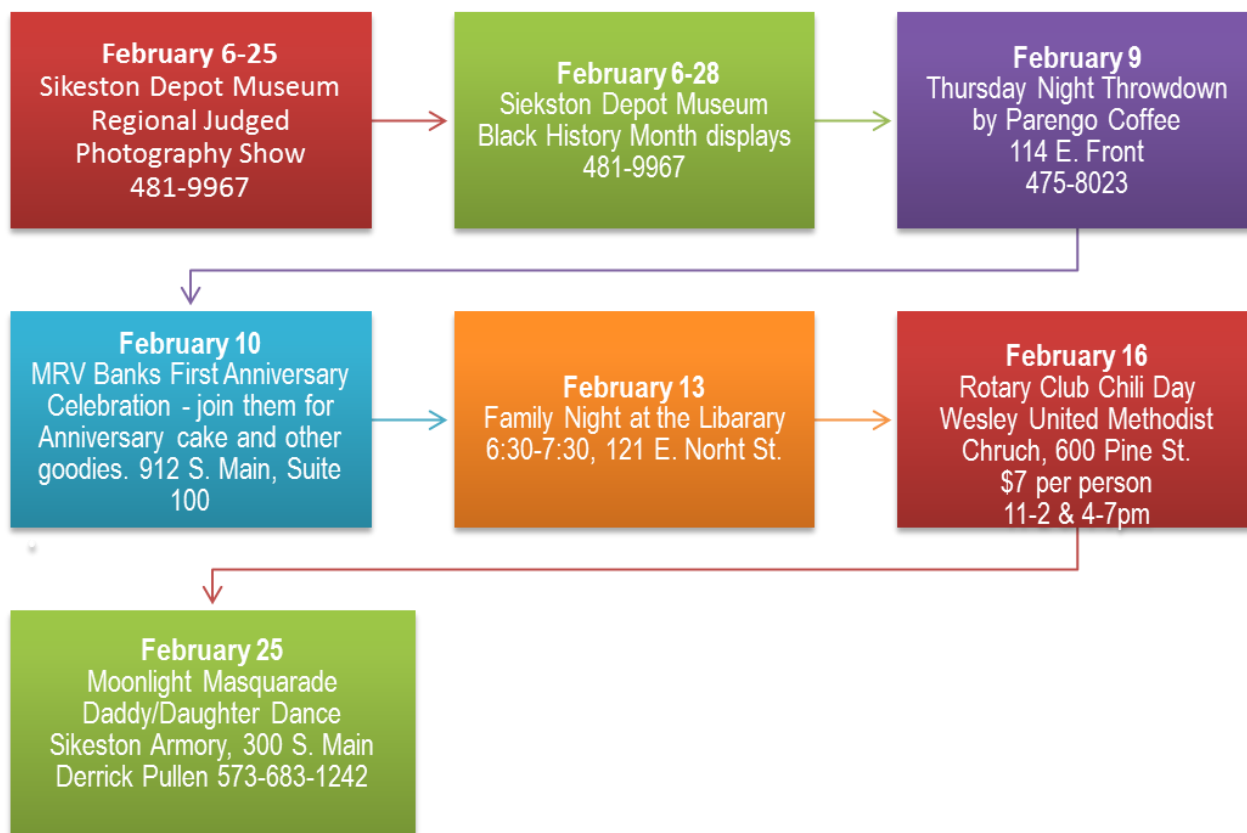 February 6-25
Sikeston Depot Museum
Regional Judged
Photography Show
481-9967
February 6-28
Siekston Depot Museum
Black History Month displays
481-9967
February 9
Thursday Night Throwdown
by Parengo Coffee
114 E. Front
475-8023
February 10
MRV Banks First Anniversary
Celebration - join them for
Anniversary cake and other
goodies. 912 S. Main, Suite
100
February 13
Family Night at the Libarary
6:30-7:30, 121 E. Norht St.
February 16
Rotary Club Chili Day
Wesley United Methodist
Chruch, 600 Pine St.
$7 per person
11-2 & 4-7pm
February 25
Moonlight Masquarade
Daddy/Daughter Dance
Sikeston Armory, 300 S. Main
Derrick Pullen 573-683-1242